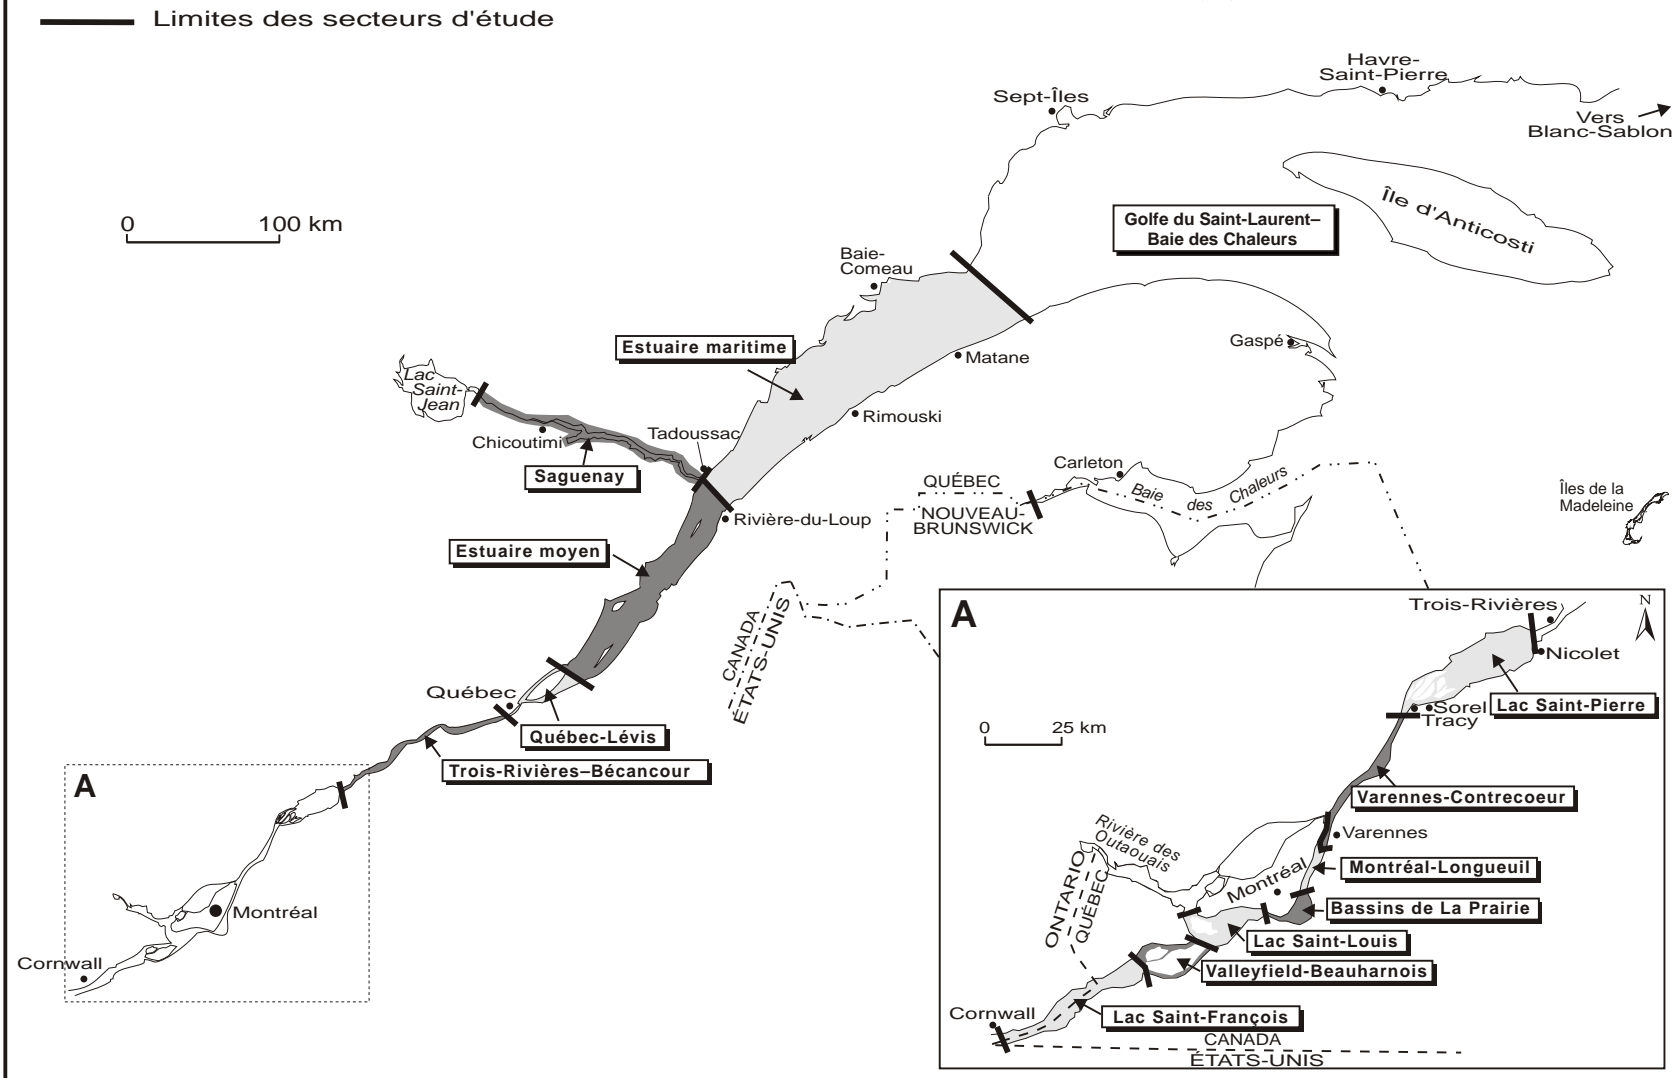 Limites des secteurs d'étude
Havre-
Saint-Pierre
Sept-Îles
Vers
Blanc-Sablon
Île d'Anticosti
0 100 km
Golfe du Saint-Laurent–
Baie des Chaleurs
Baie-
Comeau
Gaspé
Estuaire maritime
Matane
Lac
Saint-
Jean
Rimouski
Chicoutimi
Tadoussac
Saguenay
Carleton
Baie des Chaleurs
QUÉBEC
NOUVEAU-
BRUNSWICK
Îles de la
Madeleine
Rivière-du-Loup
Estuaire moyen
CANADA
ÉTATS-UNIS
Québec
Québec-Lévis
Trois-Rivières–Bécancour
A
Montréal
Cornwall
A
Trois-Rivières
N
Nicolet
Lac Saint-Pierre
Sorel
Tracy
0 25 km
Varennes-Contrecoeur
Rivière des
Outaouais
Varennes
Montréal
Montréal-Longueuil
ONTARIO
QUÉBEC
Bassins de La Prairie
Lac Saint-Louis
Valleyfield-Beauharnois
Cornwall
Lac Saint-François
CANADA
ÉTATS-UNIS